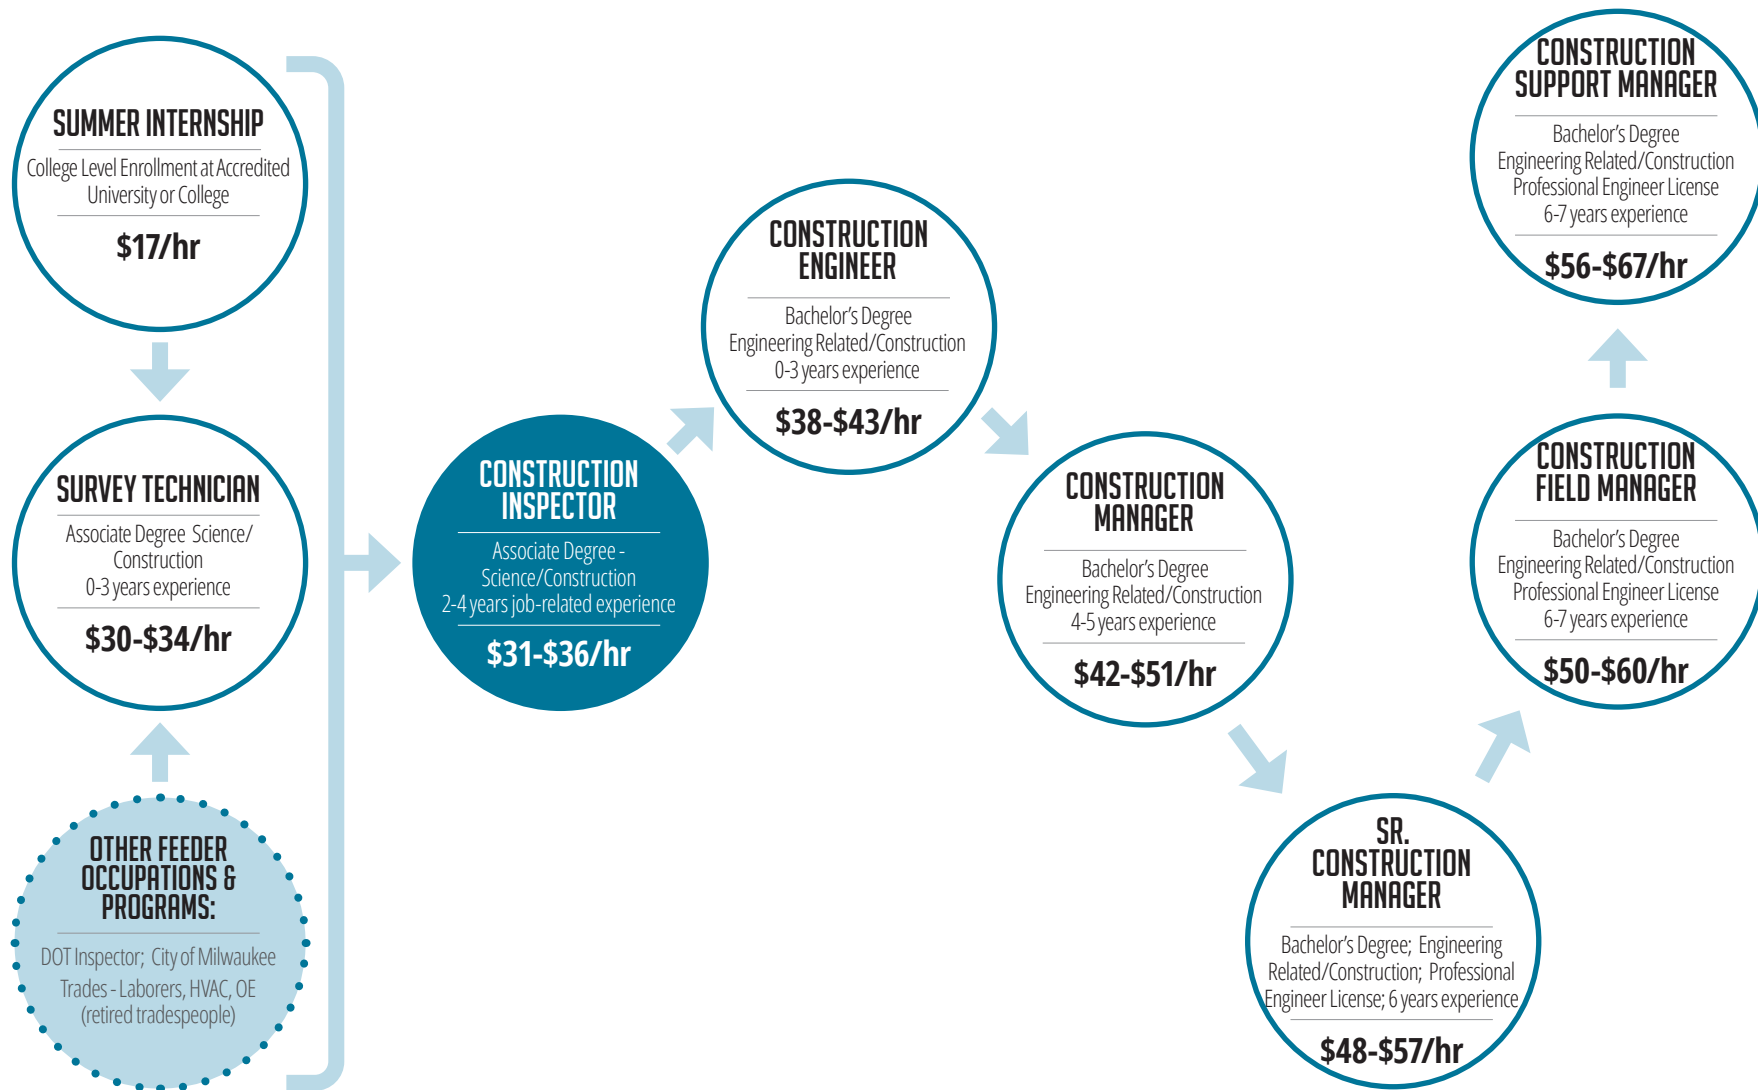 SUMMER INTERNSHIP
College Level Enrollment at Accredited
University or College
$17/hr
SURVEY TECHNICIAN
Associate Degree Science/
Construction
0-3 years experience
$30-$34/hr
OTHER FEEDER
OCCUPATIONS &
PROGRAMS:
DOT Inspector; City of Milwaukee
Trades - Laborers, HVAC, OE
(retired tradespeople)
CONSTRUCTION
INSPECTOR
Associate Degree -
Science/Construction
2-4 years job-related experience
$31-$36/hr
CONSTRUCTION
ENGINEER
Bachelor's Degree
Engineering Related/Construction
0-3 years experience
$38-$43/hr
CONSTRUCTION
MANAGER
Bachelor's Degree
Engineering Related/Construction
4-5 years experience
$42-$51/hr
SR.
CONSTRUCTION
MANAGER
Bachelor's Degree; Engineering
Related/Construction; Professional
Engineer License; 6 years experience
$48-$57/hr
CONSTRUCTION
FIELD MANAGER
Bachelor's Degree
Engineering Related/Construction
Professional Engineer License
6-7 years experience
$50-$60/hr
CONSTRUCTION
SUPPORT MANAGER
Bachelor's Degree
Engineering Related/Construction
Professional Engineer License
6-7 years experience
$56-$67/hr